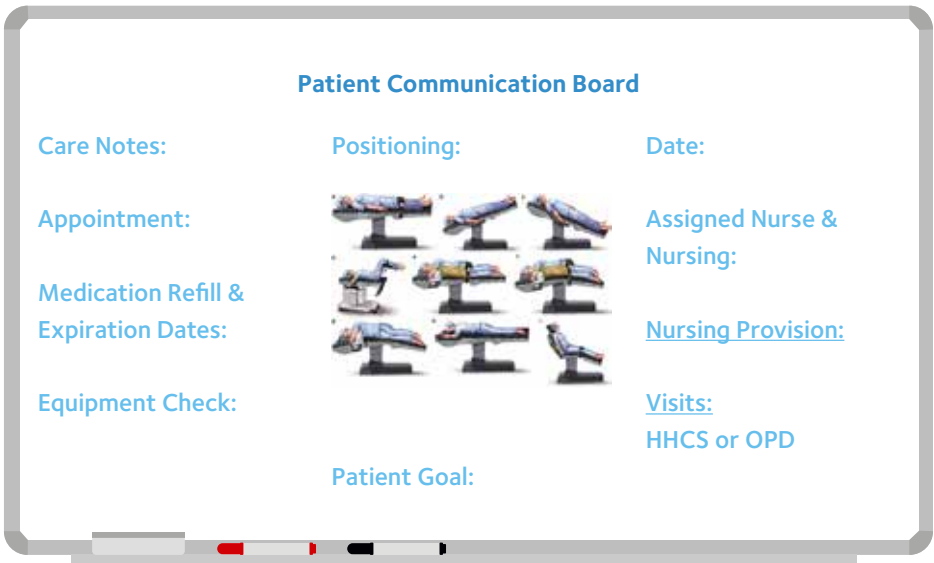 Patient Communication Board
Care Notes:
Appointment:
Medication Refill &
Expiration Dates:
Equipment Check:
Positioning:
Patient Goal:
Date:
Assigned Nurse &
Nursing:
Nursing Provision:
Visits:
HHCS or OPD